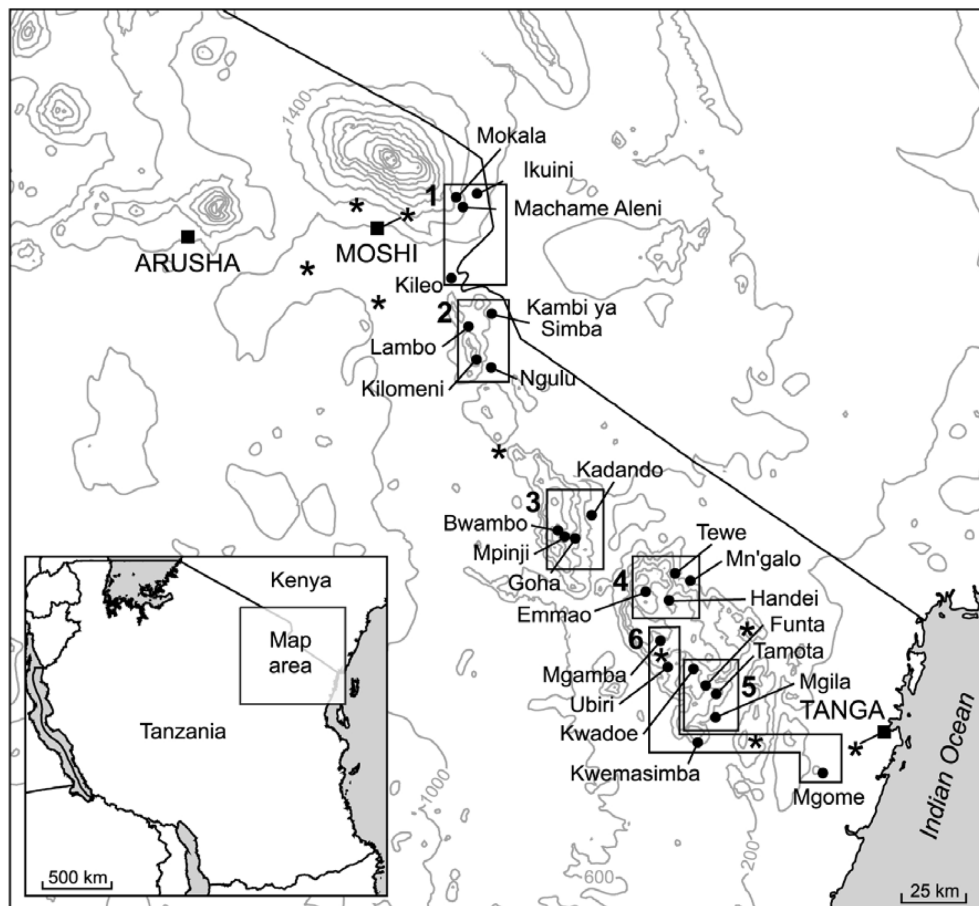 1400
Mokala
Ikuini
1
Machame Aleni
MOSHI
ARUSHA
Kileo
2
Kambi ya
Simba
Lambo
Kilomeni
Ngulu
Kadando
3
Bwambo
Mpinji
Goha
Tewe
Mn'galo
4
Emmao
Handei
Funta
6
Tamota
Mgamba
Mgila
5
Ubiri
TANGA
Kwadoe
Kwemasimba
Mgome
Kenya
Map
area
Tanzania
500 km
1000
600
200
Indian Ocean
25 km